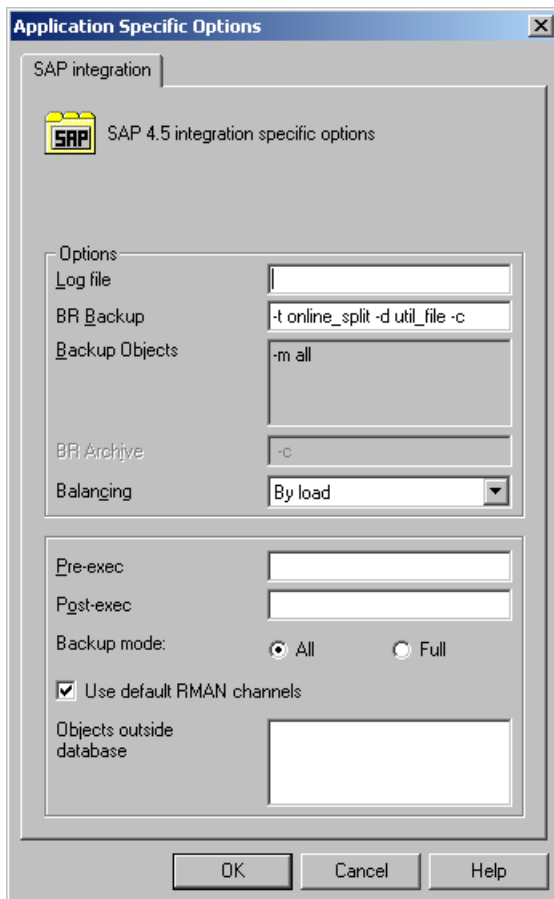 Application Specific Options
SAP integration
SAP
SAP 4.5 integration specific options
Options
Log file
BR Backup
-t online_split -d util_file -c
Backup Objects
-m all
BR Archive
-c
Balancing
By load
Pre-exec
Post-exec
Backup mode:
All
Full
Use default RMAN channels
Objects outside
database
OK
Cancel
Help